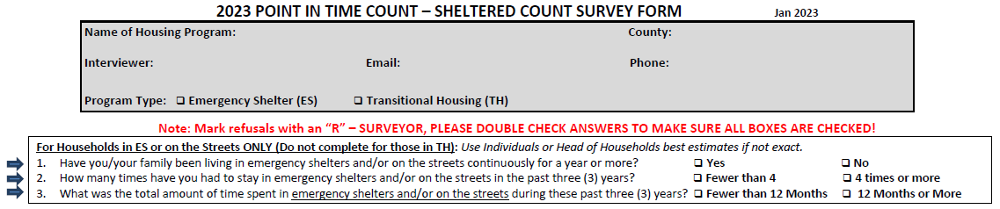 2023 POINT IN TIME COUNT – SHELTERED COUNT SURVEY FORM Jan 2023
Name of Housing Program: County:
Interviewer: Email: Phone:
Program Type: ❑ Emergency Shelter (ES) ❑ Transitional Housing (TH)
Note: Mark refusals with an “R” – SURVEYOR, PLEASE DOUBLE CHECK ANSWERS TO MAKE SURE ALL BOXES ARE CHECKED!
For Households in ES or on the Streets ONLY (Do not complete for those in TH): Use Individuals or Head of Households best estimates if not exact.
1. Have you/your family been living in emergency shelters and/or on the streets continuously for a year or more? ❑ Yes ❑ No
2. How many times have you had to stay in emergency shelters and/or on the streets in the past three (3) years? ❑ Fewer than 4 ❑ 4 times or more
3. What was the total amount of time spent in emergency shelters and/or on the streets during these past three (3) years? ❑ Fewer than 12 Months ❑ 12 Months or More